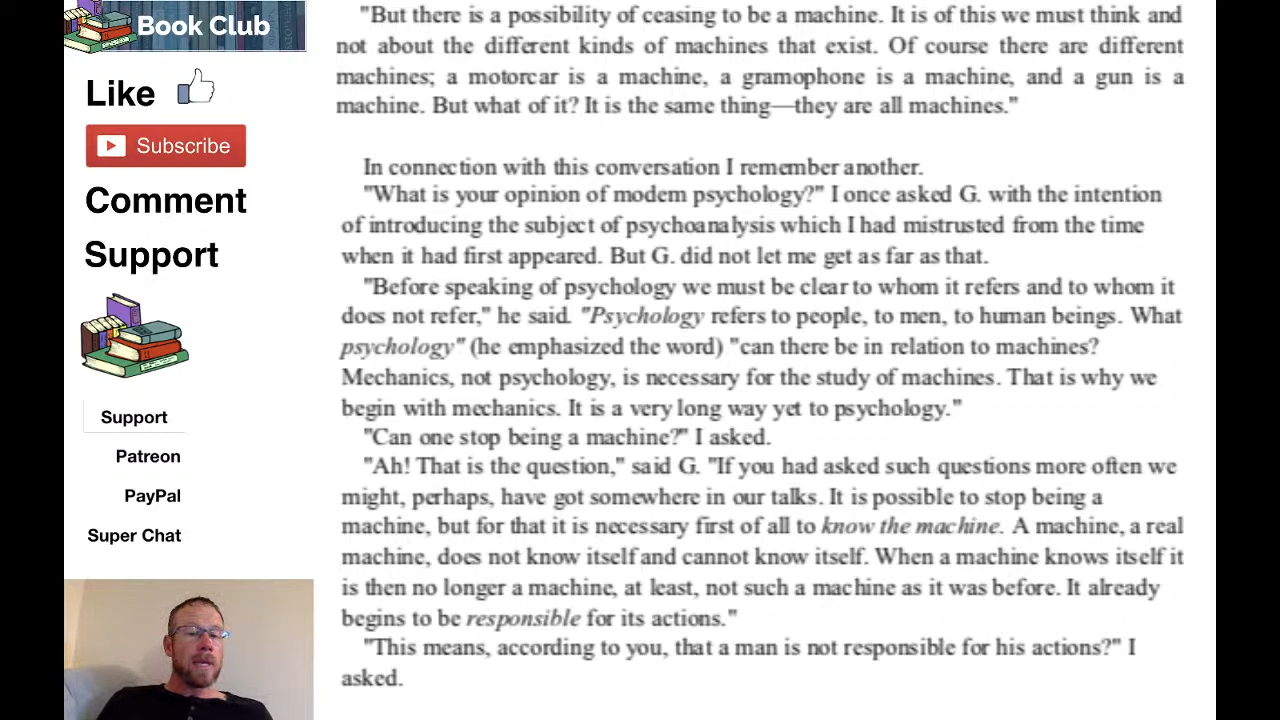 Book Club
Like
Subscribe
Comment
Support
Support
Patreon
PayPal
Super Chat
"But there is a possibility of ceasing to be a machine. It is of this we must think and
not about the different kinds of machines that exist. Of course there are different
machines; a motorcar is a machine, a gramophone is a machine, and a gun is a
machine. But what of it? It is the same thing—they are all machines."
In connection with this conversation I remember another.
"What is your opinion of modem psychology?" I once asked G. with the intention
of introducing the subject of psychoanalysis which I had mistrusted from the time
when it had first appeared. But G. did not let me get as far as that.
"Before speaking of psychology we must be clear to whom it refers and to whom it
does not refer," he said. "Psychology refers to people, to men, to human beings. What
psychology" (he emphasized the word) "can there be in relation to machines?
Mechanics, not psychology, is necessary for the study of machines. That is why we
begin with mechanics. It is a very long way yet to psychology."
"Can one stop being a machine?" I asked.
"Ah! That is the question," said G. "If you had asked such questions more often we
might, perhaps, have got somewhere in our talks. It is possible to stop being a
machine, but for that it is necessary first of all to know the machine. A machine, a real
machine, does not know itself and cannot know itself. When a machine knows itself it
is then no longer a machine, at least, not such a machine as it was before. It already
begins to be responsible for its actions."
"This means, according to you, that a man is not responsible for his actions?" I
asked.